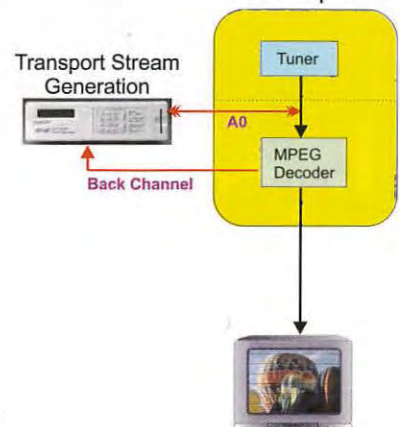 Tuner
Transport Stream
Generation
A0
MPEG
Decoder
Back Channel